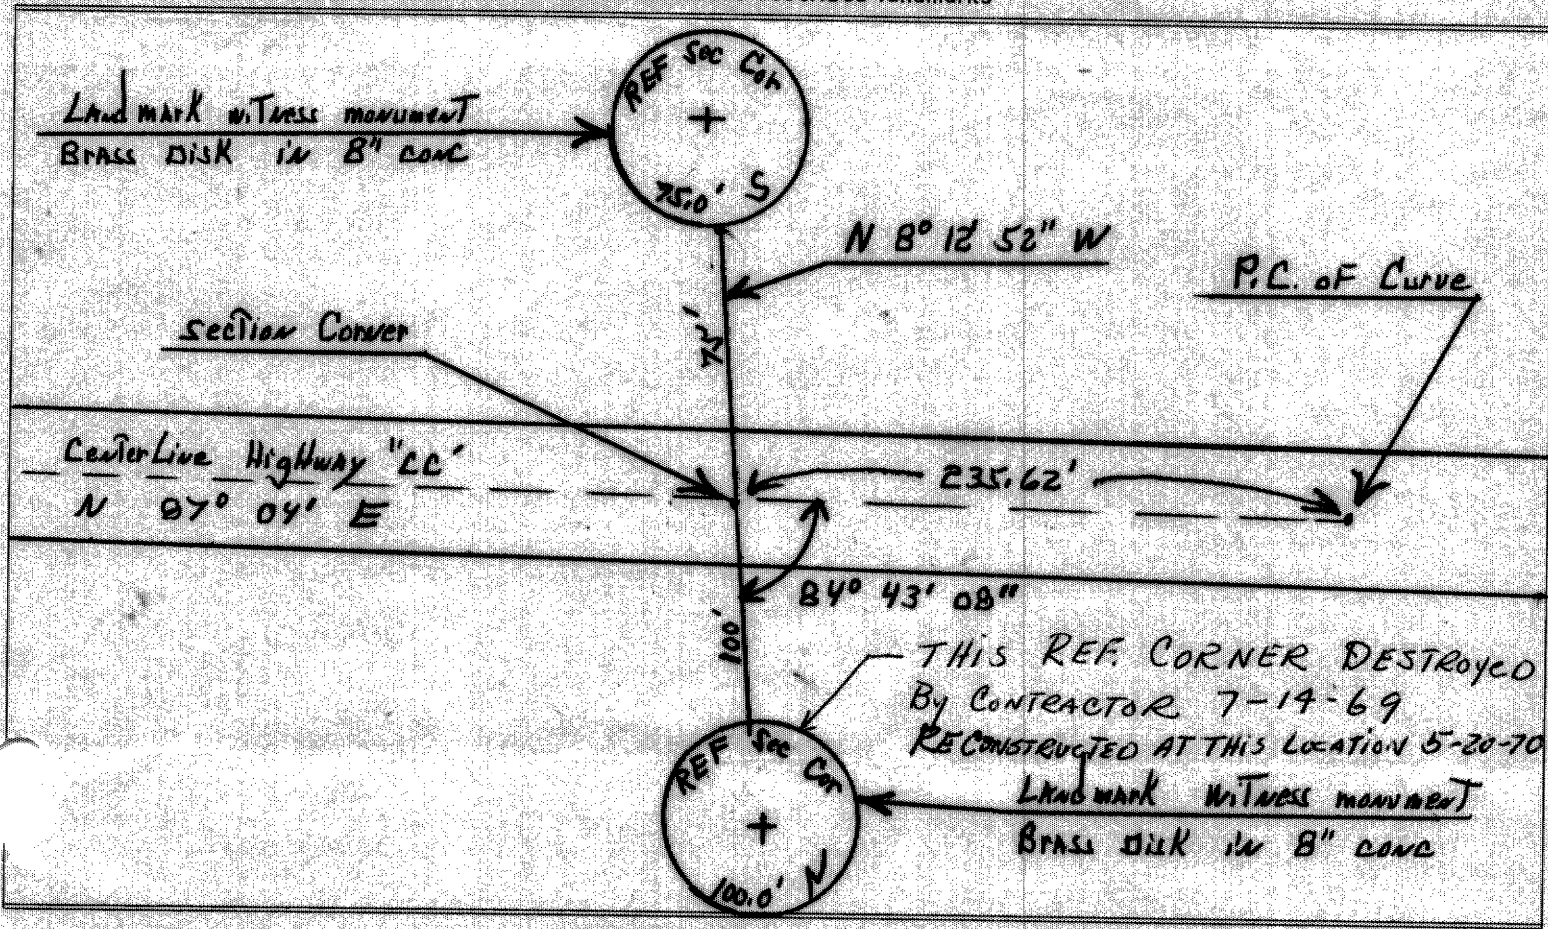 landmarks
REF Sec Cor
75.0' S
Landmark witness monument
Brass Disk in 8" conc
N 8° 12' 52" W
P.C. of Curve
75'
section Corner
CenterLine Highway "CC"
N 87° 04' E
235.62'
84° 43' 08"
100'
THIS REF. CORNER DESTROYED
By CONTRACTOR 7-14-69
RECONSTRUCTED AT THIS LOCATION 5-20-70
REF Sec Cor
100.0' N
Landmark witness monument
Brass Disk in 8" conc